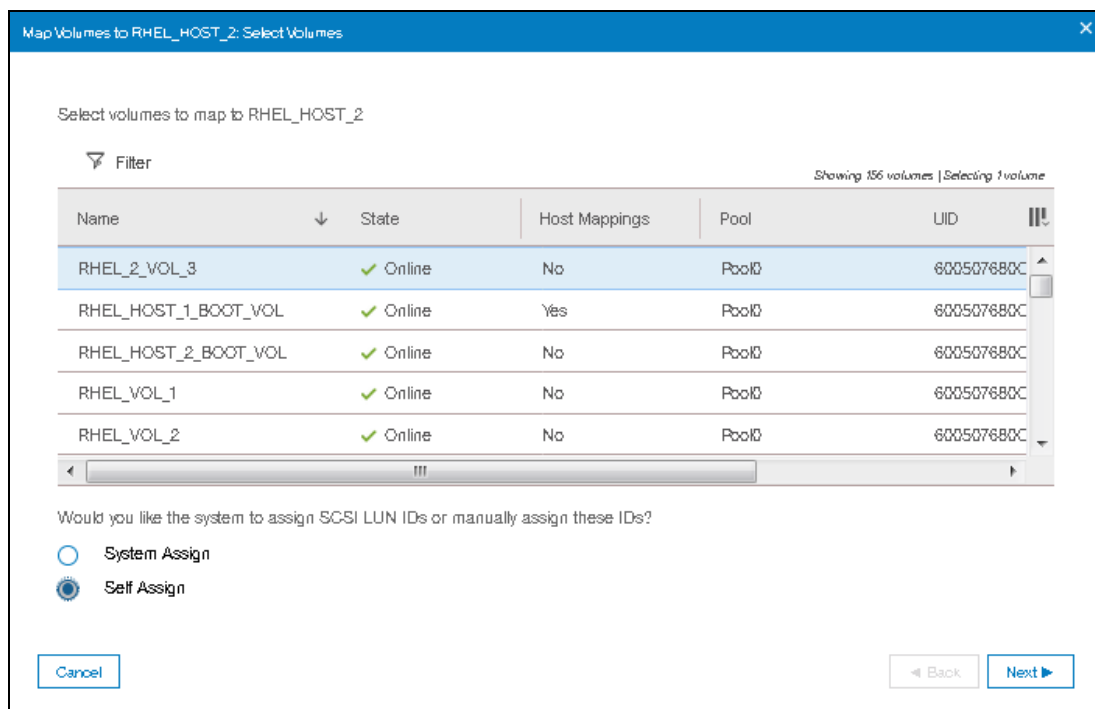 Map Volumes to RHEL_HOST_2: Select Volumes
Select volumes to map to RHEL_HOST_2
Filter
Showing 156 volumes | Selecting 1 volume
Name State Host Mappings Pool UID
RHEL_2_VOL_3 Online No Pool0 600507680C
RHEL_HOST_1_BOOT_VOL Online Yes Pool0 600507680C
RHEL_HOST_2_BOOT_VOL Online No Pool0 600507680C
RHEL_VOL_1 Online No Pool0 600507680C
RHEL_VOL_2 Online No Pool0 600507680C
Would you like the system to assign SCSI LUN IDs or manually assign these IDs?
System Assign
Self Assign
Cancel
Back
Next